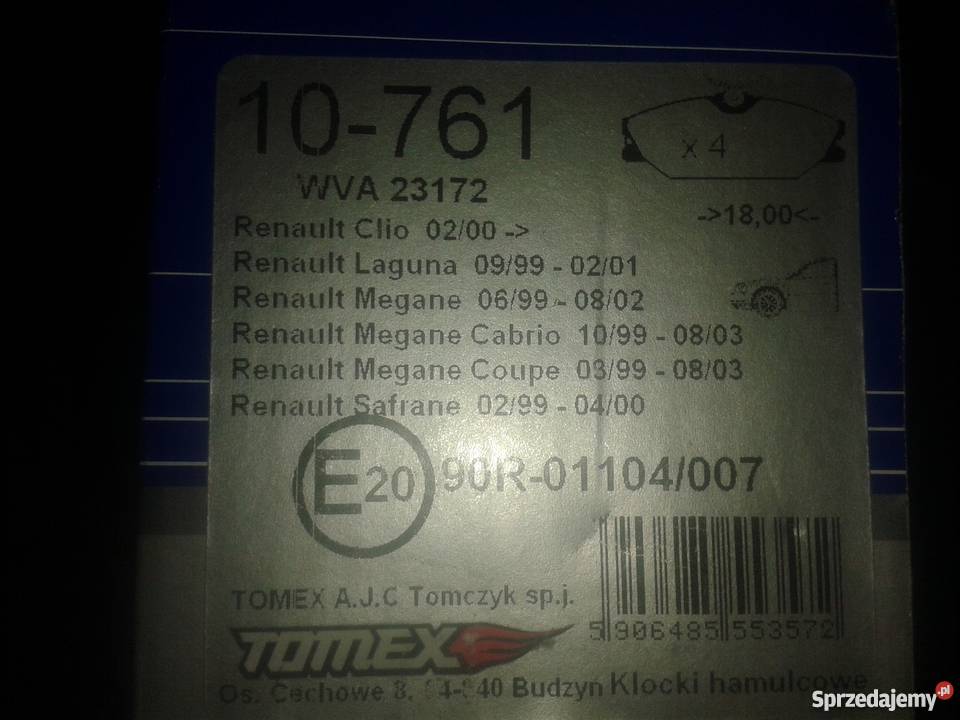 10-761
x 4
WVA 23172
->18,00<-
Renault Clio 02/00 ->
Renault Laguna 09/99 - 02/01
Renault Megane 06/99 - 08/02
Renault Megane Cabrio 10/99 - 08/03
Renault Megane Coupe 03/99 - 08/03
Renault Safrane 02/99 - 04/00
E20 90R-01104/007
TOMEX A.J.C Tomczyk sp.j.
5 906485 553572
TOMEX
Os. Cechowe 8, 64-840 Budzyń Klocki hamulcowe
Sprzedajemy.pl